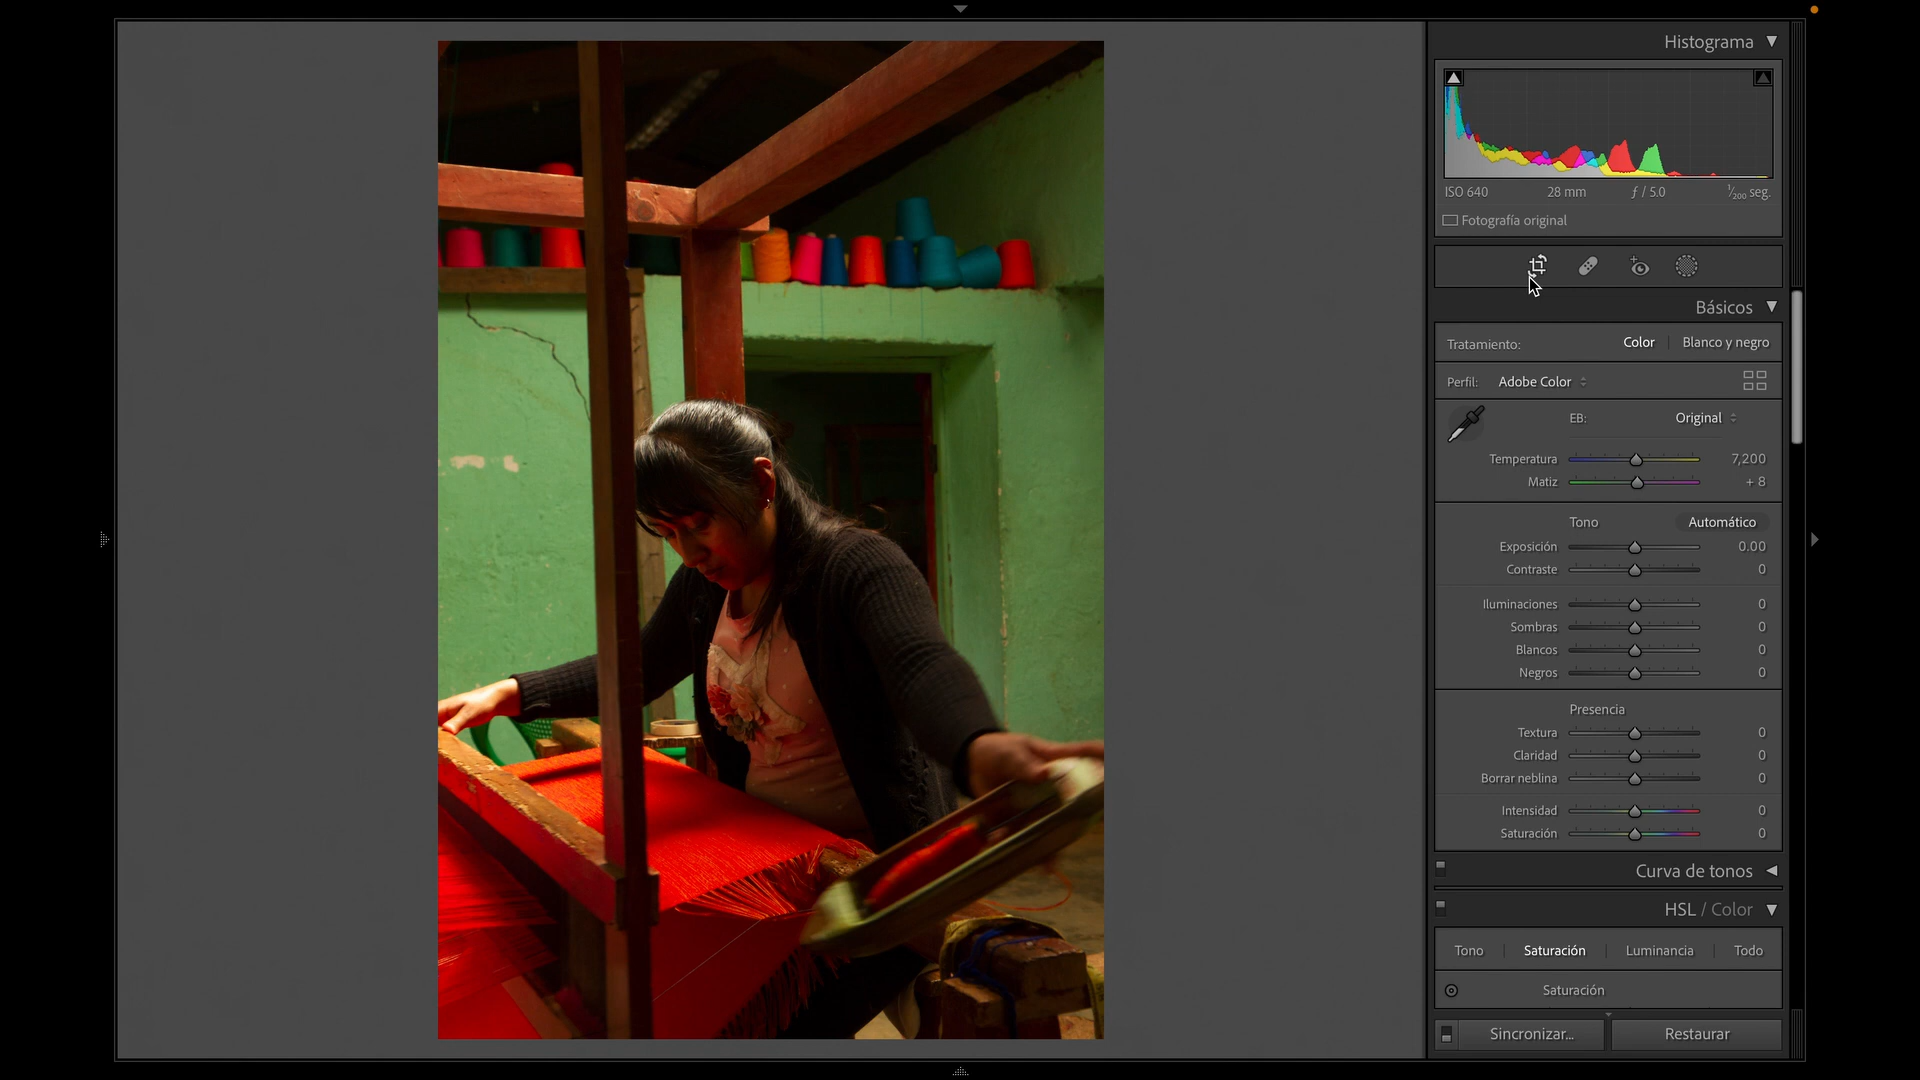 Histograma
ISO 640 28 mm ƒ / 5.0 1/200 seg.
Fotografía original
Básicos
Tratamiento: Color Blanco y negro
Perfil: Adobe Color
EB: Original
Temperatura 7,200
Matiz + 8
Tono Automático
Exposición 0.00
Contraste 0
Iluminaciones 0
Sombras 0
Blancos 0
Negros 0
Presencia
Textura 0
Claridad 0
Borrar neblina 0
Intensidad 0
Saturación 0
Curva de tonos
HSL / Color
Tono Saturación Luminancia Todo
Saturación
Sincronizar... Restaurar